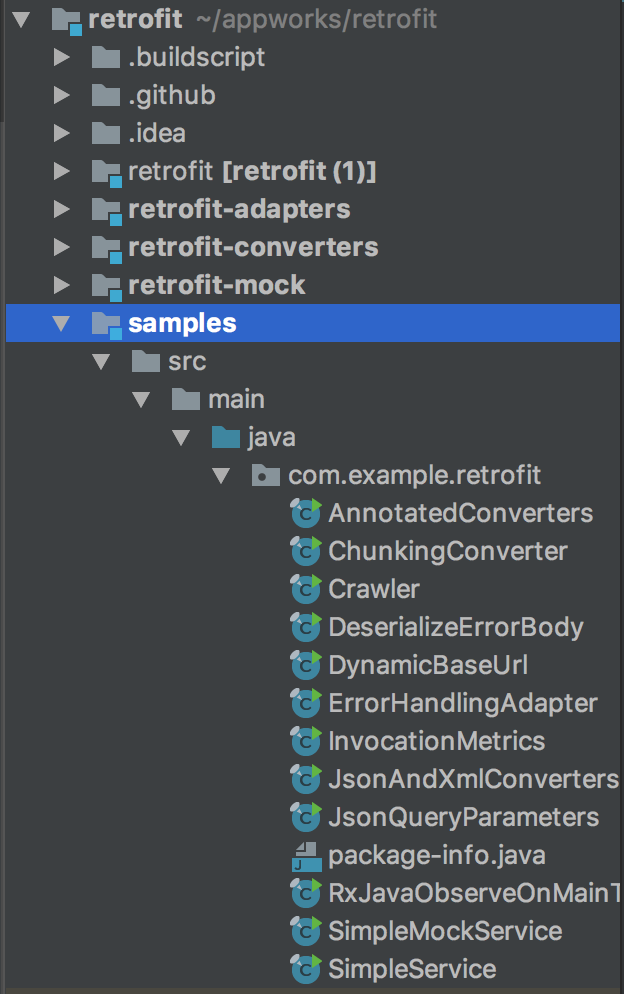 retrofit ~/appworks/retrofit
.buildscript
.github
.idea
retrofit [retrofit (1)]
retrofit-adapters
retrofit-converters
retrofit-mock
samples
src
main
java
com.example.retrofit
AnnotatedConverters
ChunkingConverter
Crawler
DeserializeErrorBody
DynamicBaseUrl
ErrorHandlingAdapter
InvocationMetrics
JsonAndXmlConverters
JsonQueryParameters
package-info.java
RxJavaObserveOnMainT
SimpleMockService
SimpleService